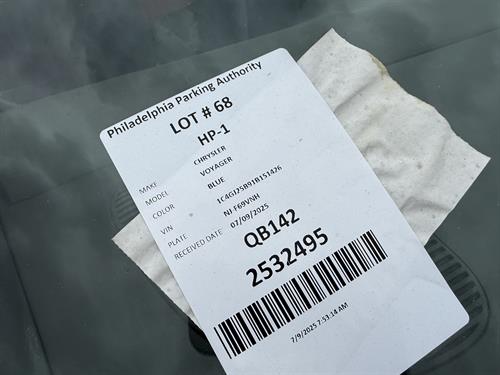 Philadelphia Parking Authority
LOT # 68
HP-1
MAKE CHRYSLER
MODEL VOYAGER
COLOR BLUE
VIN 1C4GJ25B91B151426
PLATE NJ-F69VNH
RECEIVED DATE 07/09/2025
QB142
2532495
7/9/2025 7:53:14 AM